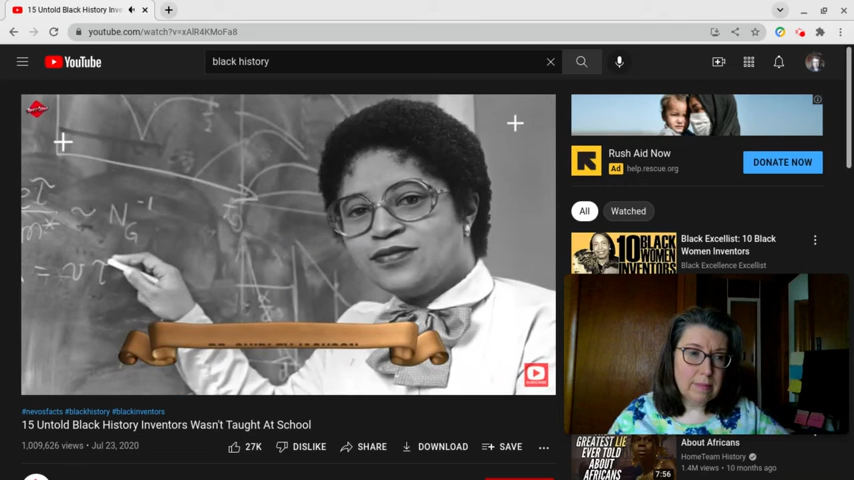 15 Untold Black History Inve
youtube.com/watch?v=xAlR4KMoFa8
YouTube
black history
Rush Aid Now
Ad
help.rescue.org
DONATE NOW
All
Watched
10 BLACK
WOMEN
INVENTORS
Black Excellist: 10 Black
Women Inventors
Black Excellence Excellist
#nevosfacts #blackhistory #blackinventors
15 Untold Black History Inventors Wasn't Taught At School
1,009,626 views • Jul 23, 2020
27K
DISLIKE
SHARE
DOWNLOAD
SAVE
GREATEST LIE
EVER TOLD
ABOUT
AFRICANS
7:56
About Africans
HomeTeam History
1.4M views • 10 months ago